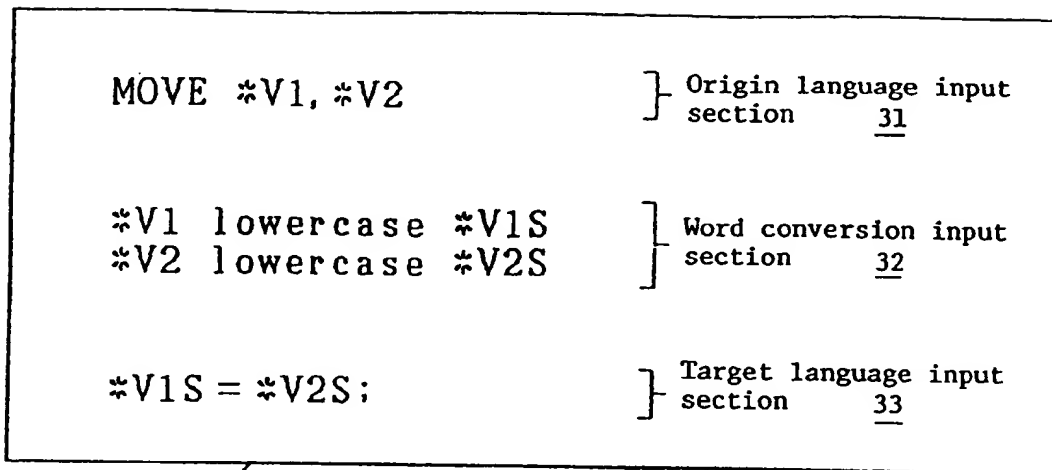 MOVE *V1, *V2
Origin language input
section 31
*V1 lowercase *V1S
*V2 lowercase *V2S
Word conversion input
section 32
*V1S = *V2S;
Target language input
section 33